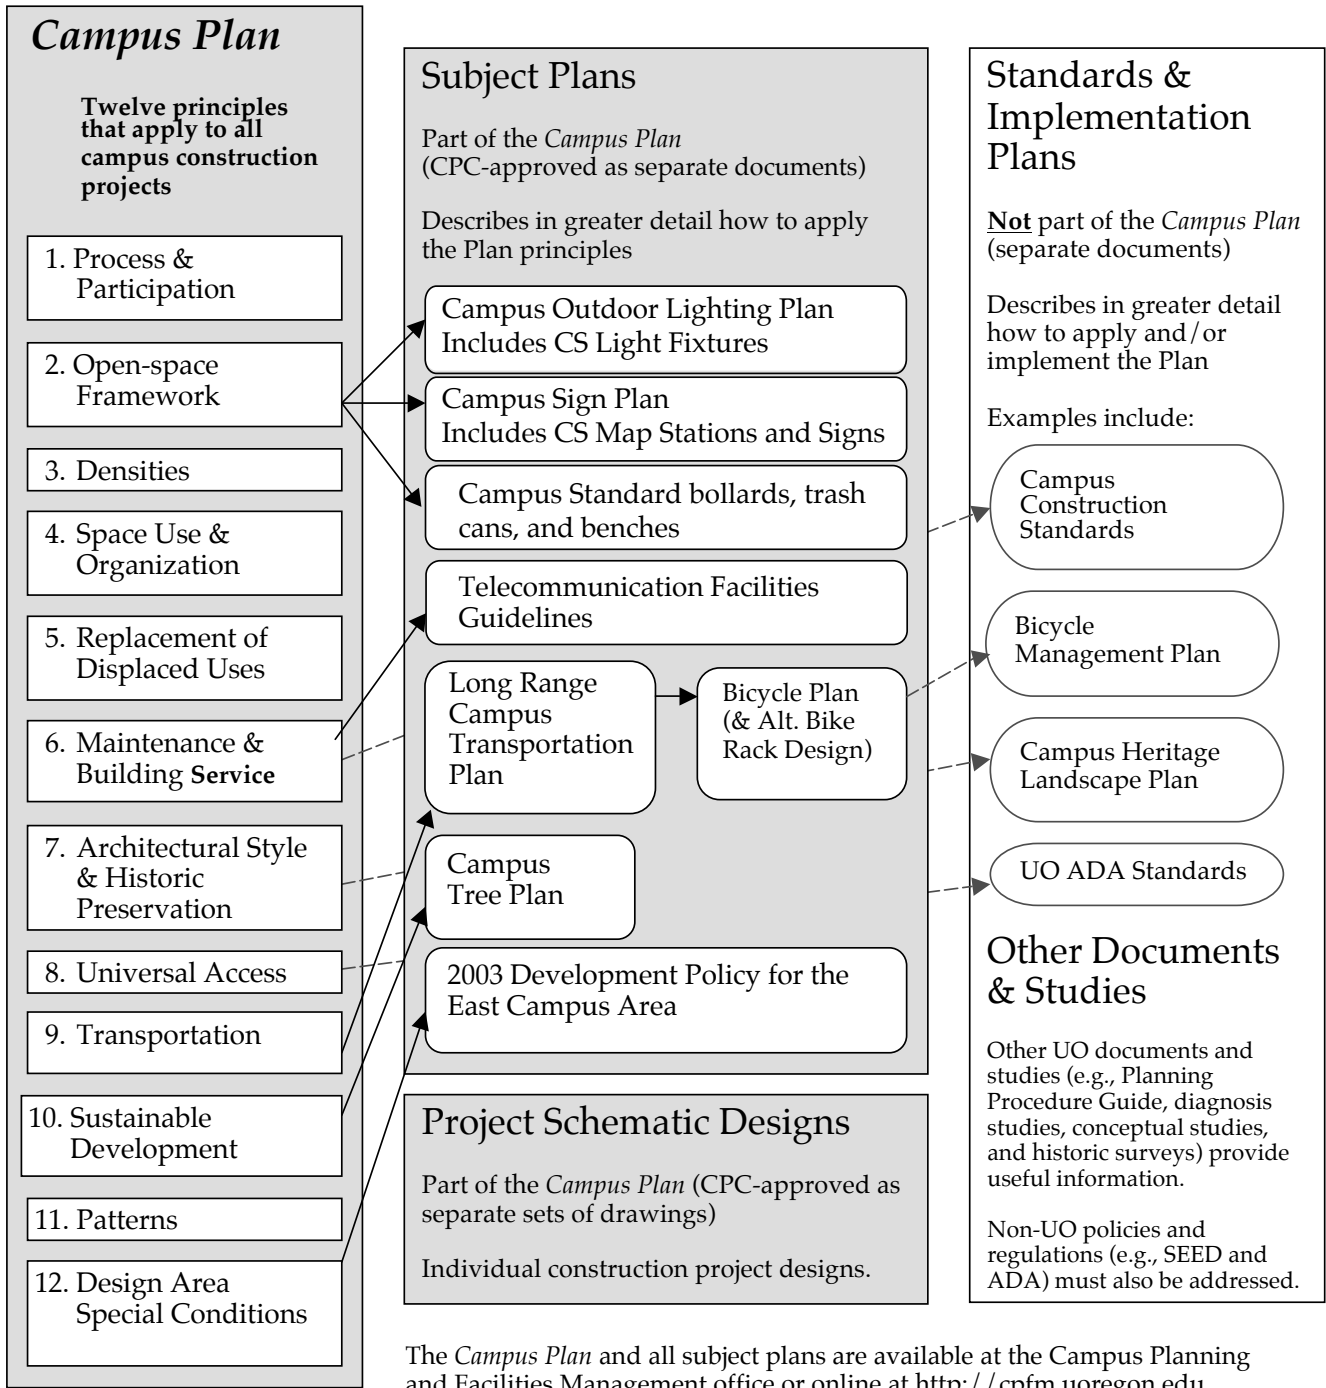 Campus Plan
Twelve principles
that apply to all
campus construction
projects
1. Process &
Participation
2. Open-space
Framework
3. Densities
4. Space Use &
Organization
5. Replacement of
Displaced Uses
6. Maintenance &
Building Service
7. Architectural Style
& Historic
Preservation
8. Universal Access
9. Transportation
10. Sustainable
Development
11. Patterns
12. Design Area
Special Conditions
Subject Plans
Part of the Campus Plan
(CPC-approved as separate documents)
Describes in greater detail how to apply
the Plan principles
Campus Outdoor Lighting Plan
Includes CS Light Fixtures
Campus Sign Plan
Includes CS Map Stations and Signs
Campus Standard bollards, trash
cans, and benches
Telecommunication Facilities
Guidelines
Long Range
Campus
Transportation
Plan
Bicycle Plan
(& Alt. Bike
Rack Design)
Campus
Tree Plan
2003 Development Policy for the
East Campus Area
Project Schematic Designs
Part of the Campus Plan (CPC-approved as
separate sets of drawings)
Individual construction project designs.
Standards &
Implementation
Plans
Not part of the Campus Plan
(separate documents)
Describes in greater detail
how to apply and/or
implement the Plan
Examples include:
Campus
Construction
Standards
Bicycle
Management Plan
Campus Heritage
Landscape Plan
UO ADA Standards
Other Documents
& Studies
Other UO documents and
studies (e.g., Planning
Procedure Guide, diagnosis
studies, conceptual studies,
and historic surveys) provide
useful information.
Non-UO policies and
regulations (e.g., SEED and
ADA) must also be addressed.
The Campus Plan and all subject plans are available at the Campus Planning
and Facilities Management office or online at http://cpfm.uoregon.edu